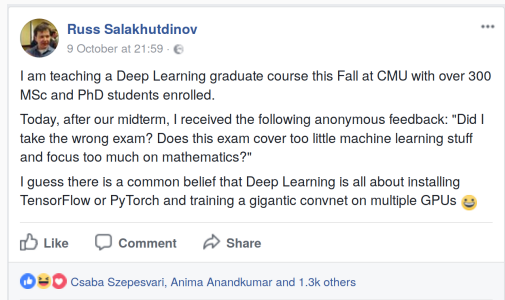 Russ Salakhutdinov
9 October at 21:59 ·
I am teaching a Deep Learning graduate course this Fall at CMU with over 300
MSc and PhD students enrolled.
Today, after our midterm, I received the following anonymous feedback: "Did I
take the wrong exam? Does this exam cover too little machine learning stuff
and focus too much on mathematics?"
I guess there is a common belief that Deep Learning is all about installing
TensorFlow or PyTorch and training a gigantic convnet on multiple GPUs 😄
Like Comment Share
Csaba Szepesvari, Anima Anandkumar and 1.3k others